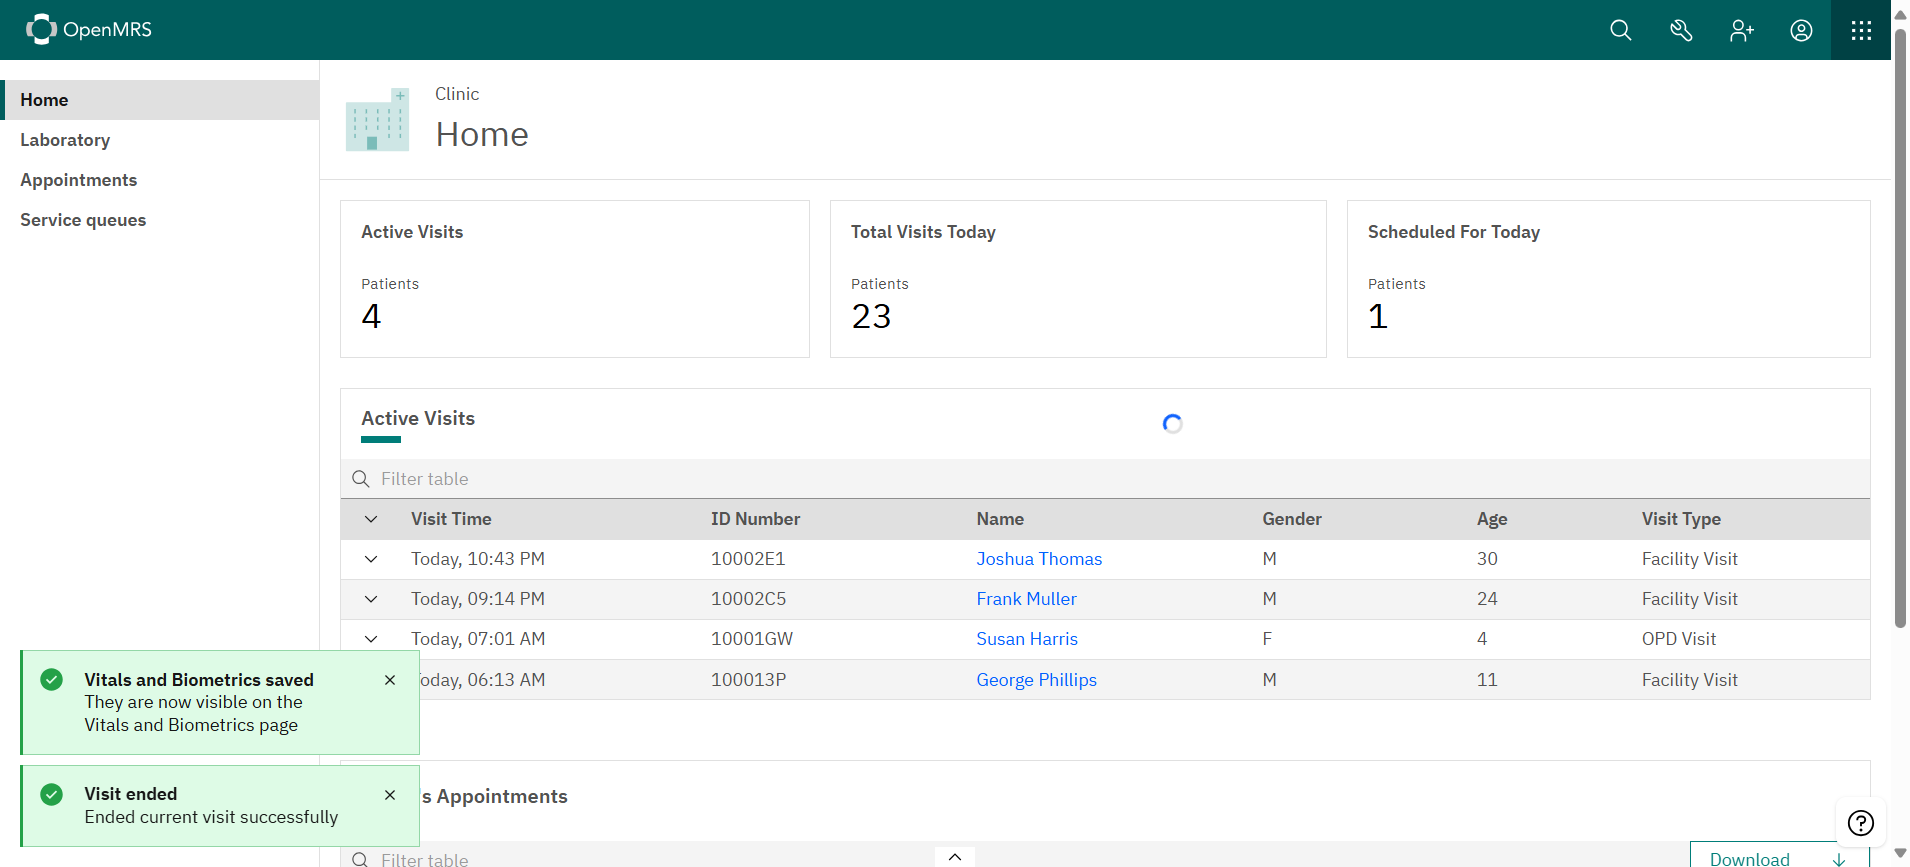 OpenMRS
Home
Laboratory
Appointments
Service queues
Clinic
Home
Active Visits
Patients
4
Total Visits Today
Patients
23
Scheduled For Today
Patients
1
Active Visits
Filter table
Visit Time ID Number Name Gender Age Visit Type
Today, 10:43 PM 10002E1 Joshua Thomas M 30 Facility Visit
Today, 09:14 PM 10002C5 Frank Muller M 24 Facility Visit
Today, 07:01 AM 10001GW Susan Harris F 4 OPD Visit
oday, 06:13 AM 100013P George Phillips M 11 Facility Visit
Vitals and Biometrics saved
They are now visible on the
Vitals and Biometrics page
Visit ended
Ended current visit successfully
's Appointments
Filter table
Download